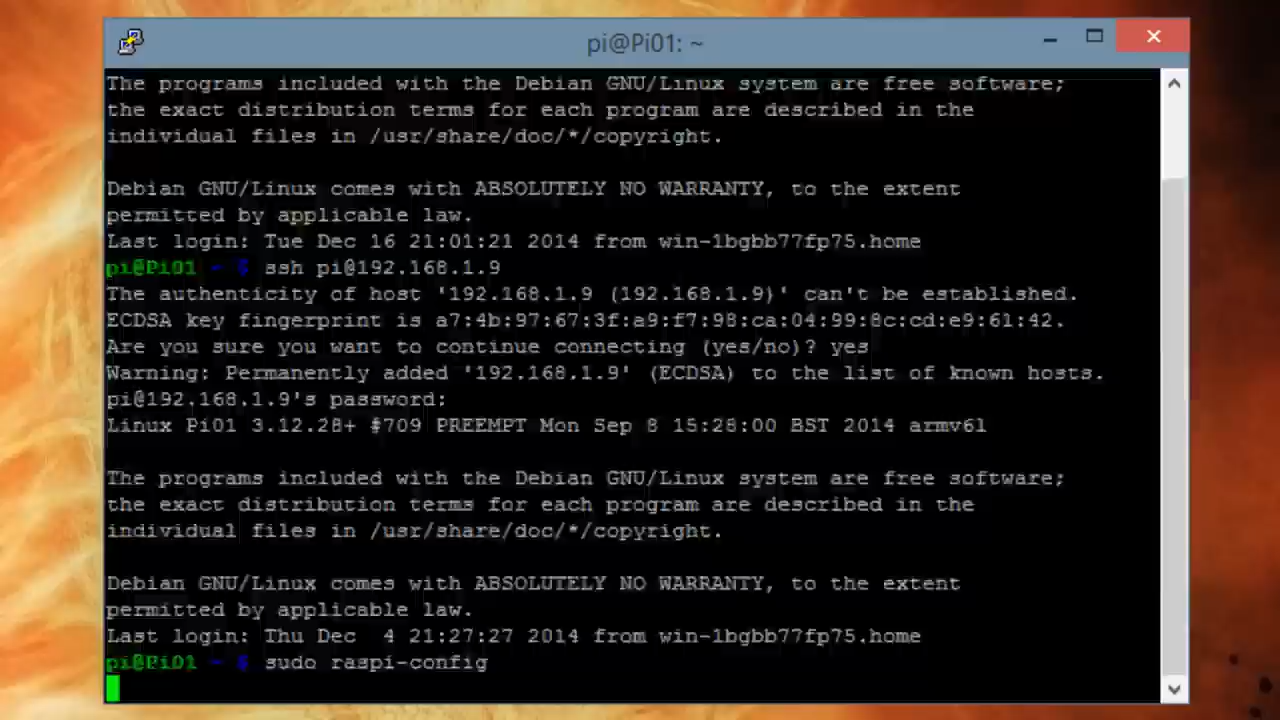 pi@Pi01: ~
The programs included with the Debian GNU/Linux system are free software;
the exact distribution terms for each program are described in the
individual files in /usr/share/doc/*/copyright.
Debian GNU/Linux comes with ABSOLUTELY NO WARRANTY, to the extent
permitted by applicable law.
Last login: Tue Dec 16 21:01:21 2014 from win-1bgbb77fp75.home
pi@Pi01 ~ $ ssh pi@192.168.1.9
The authenticity of host '192.168.1.9 (192.168.1.9)' can't be established.
ECDSA key fingerprint is a7:4b:97:67:3f:a9:f7:98:ca:04:99:8c:cd:e9:61:42.
Are you sure you want to continue connecting (yes/no)? yes
Warning: Permanently added '192.168.1.9' (ECDSA) to the list of known hosts.
pi@192.168.1.9's password:
Linux Pi01 3.12.28+ #709 PREEMPT Mon Sep 8 15:28:00 BST 2014 armv6l
The programs included with the Debian GNU/Linux system are free software;
the exact distribution terms for each program are described in the
individual files in /usr/share/doc/*/copyright.
Debian GNU/Linux comes with ABSOLUTELY NO WARRANTY, to the extent
permitted by applicable law.
Last login: Thu Dec  4 21:27:27 2014 from win-1bgbb77fp75.home
pi@Pi01 ~ $ sudo raspi-config